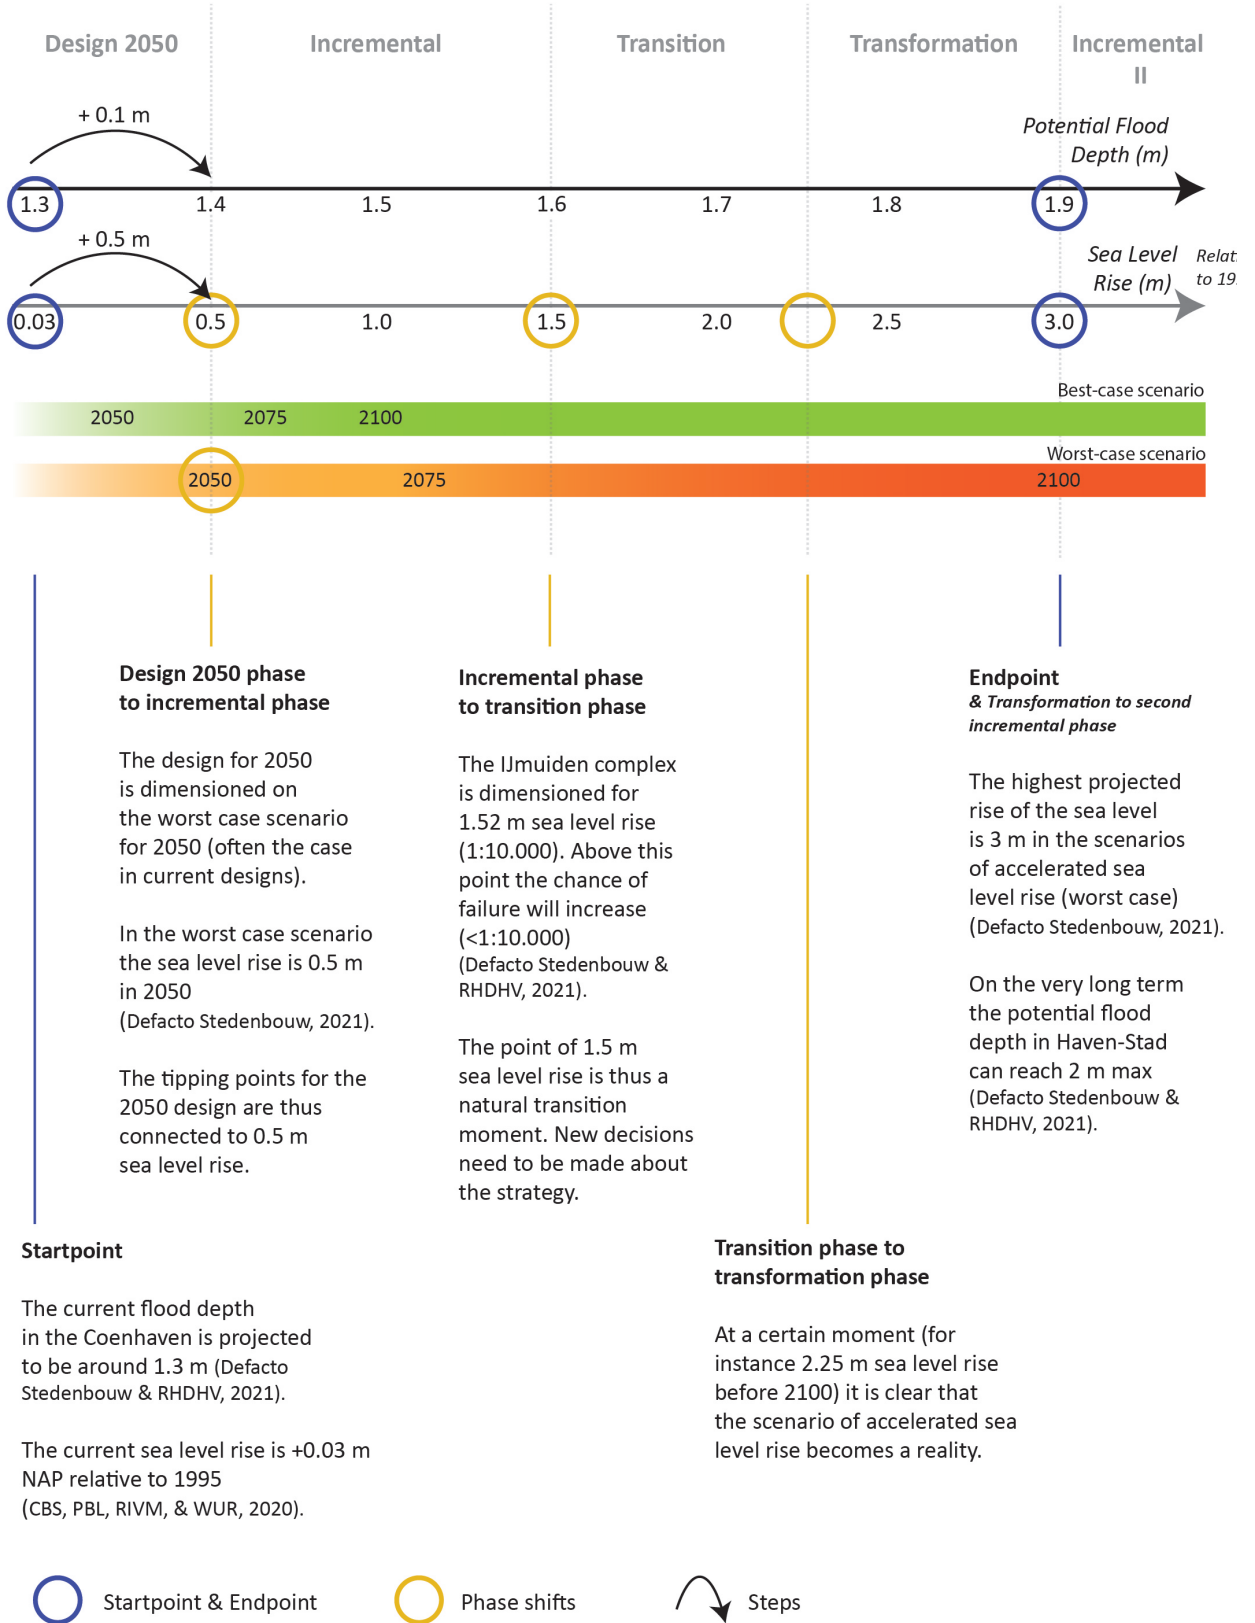 Design 2050
Incremental
Transition
Transformation
Incremental
II
+ 0.1 m
Potential Flood
Depth (m)
1.3
1.4
1.5
1.6
1.7
1.8
1.9
+ 0.5 m
Sea Level
Rise (m)
to
0.03
0.5
1.0
1.5
2.0
2.5
3.0
Best-case scenario
2050
2075
2100
Worst-case scenario
2050
2075
2100
Design 2050 phase
to incremental phase
The design for 2050
is dimensioned on
the worst case scenario
for 2050 (often the case
in current designs).
In the worst case scenario
the sea level rise is 0.5 m
in 2050
(Defacto Stedenbouw, 2021).
The tipping points for the
2050 design are thus
connected to 0.5 m
sea level rise.
Incremental phase
to transition phase
The IJmuiden complex
is dimensioned for
1.52 m sea level rise
(1:10.000). Above this
point the chance of
failure will increase
(<1:10.000)
(Defacto Stedenbouw &
RHDHV, 2021).
The point of 1.5 m
sea level rise is thus a
natural transition
moment. New decisions
need to be made about
the strategy.
Endpoint
& Transformation to second
incremental phase
The highest projected
rise of the sea level
is 3 m in the scenarios
of accelerated sea
level rise (worst case)
(Defacto Stedenbouw, 2021).
On the very long term
the potential flood
depth in Haven-Stad
can reach 2 m max
(Defacto Stedenbouw &
RHDHV, 2021).
Startpoint
The current flood depth
in the Coenhaven is projected
to be around 1.3 m (Defacto
Stedenbouw & RHDHV, 2021).
The current sea level rise is +0.03 m
NAP relative to 1995
(CBS, PBL, RIVM, & WUR, 2020).
Transition phase to
transformation phase
At a certain moment (for
instance 2.25 m sea level rise
before 2100) it is clear that
the scenario of accelerated sea
level rise becomes a reality.
Startpoint & Endpoint
Phase shifts
Steps